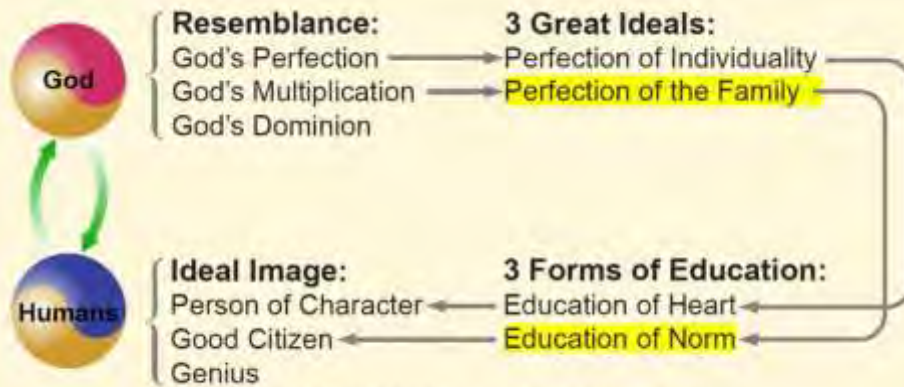 Resemblance: 3 Great Ideals:
God's Perfection Perfection of Individuality
God
God's Multiplication Perfection of the Family
God's Dominion
Ideal Image: 3 Forms of Education:
Person of Character Education of Heart
Humans
Good Citizen Education of Norm
Genius